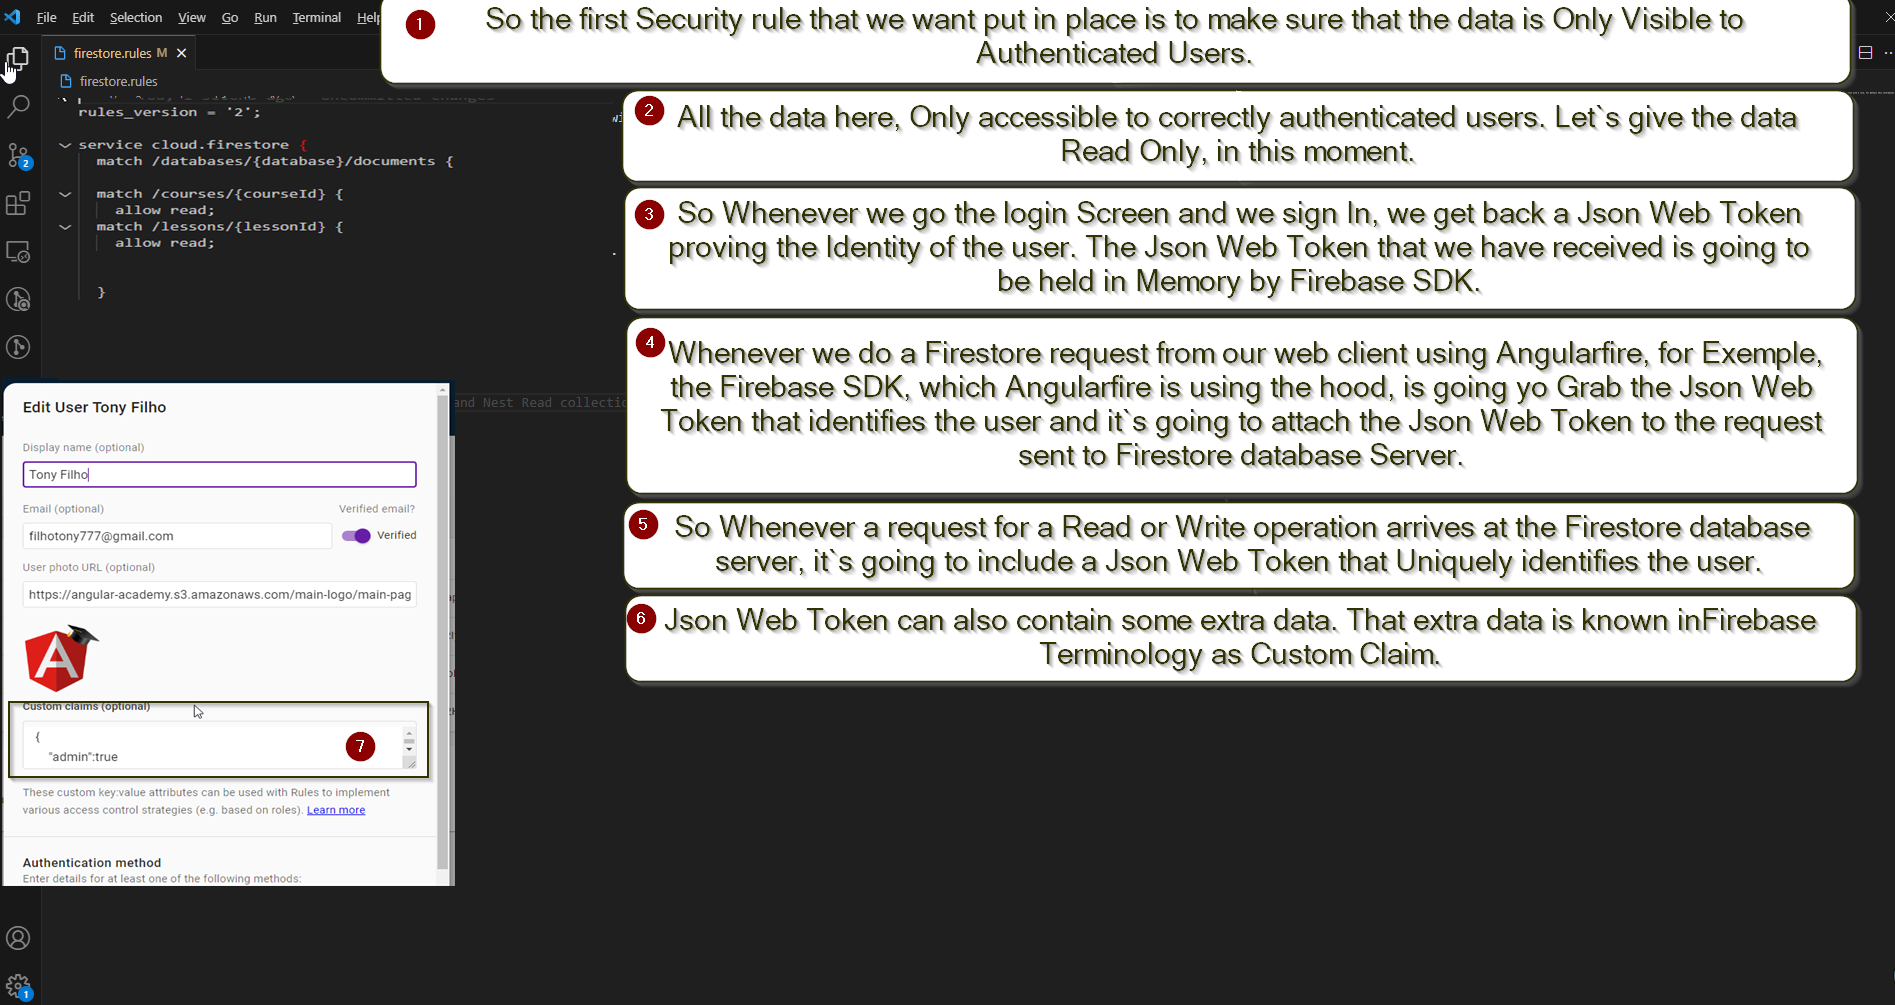 File Edit Selection View Go Run Terminal Help
1
So the first Security rule that we want put in place is to make sure that the data is Only Visible to
Authenticated Users.
firestore.rules M
firestore.rules
rules_version = '2';
service cloud.firestore {
match /databases/{database}/documents {
match /courses/{courseId} {
allow read;
match /lessons/{lessonId} {
allow read;
}
2
All the data here, Only accessible to correctly authenticated users. Let`s give the data
Read Only, in this moment.
3
So Whenever we go the login Screen and we sign In, we get back a Json Web Token
proving the Identity of the user. The Json Web Token that we have received is going to
be held in Memory by Firebase SDK.
4
Whenever we do a Firestore request from our web client using Angularfire, for Exemple,
the Firebase SDK, which Angularfire is using the hood, is going yo Grab the Json Web
Token that identifies the user and it`s going to attach the Json Web Token to the request
sent to Firestore database Server.
5
So Whenever a request for a Read or Write operation arrives at the Firestore database
server, it`s going to include a Json Web Token that Uniquely identifies the user.
6
Json Web Token can also contain some extra data. That extra data is known inFirebase
Terminology as Custom Claim.
2
and Nest Read collectio
Edit User Tony Filho
Display name (optional)
Tony Filho
Email (optional) Verified email?
filhotony777@gmail.com Verified
User photo URL (optional)
https://angular-academy.s3.amazonaws.com/main-logo/main-pag
A
Custom claims (optional)
{
"admin":true
7
These custom key:value attributes can be used with Rules to implement
various access control strategies (e.g. based on roles). Learn more
Authentication method
Enter details for at least one of the following methods:
1